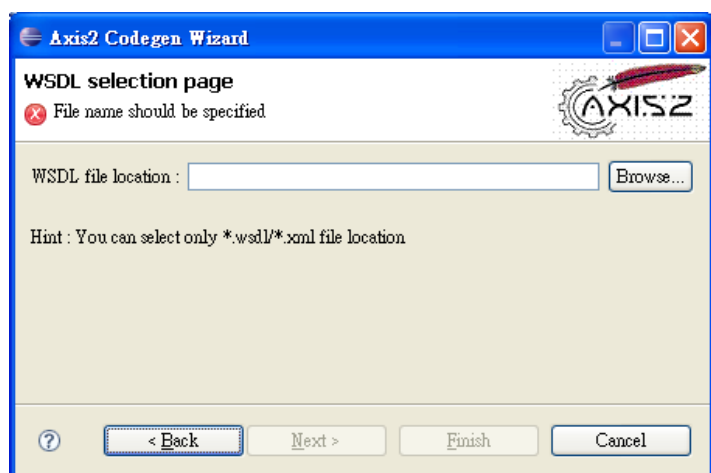 Axis2 Codegen Wizard
WSDL selection page
File name should be specified
AXIS2
WSDL file location :
Browse...
Hint : You can select only *.wsdl/*.xml file location
?
< Back
Next >
Finish
Cancel